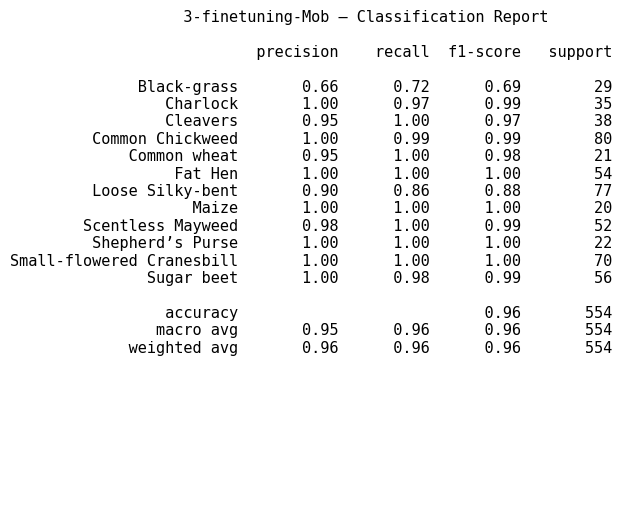 3-finetuning-Mob — Classification Report
precision recall f1-score support
Black-grass 0.66 0.72 0.69 29
Charlock 1.00 0.97 0.99 35
Cleavers 0.95 1.00 0.97 38
Common Chickweed 1.00 0.99 0.99 80
Common wheat 0.95 1.00 0.98 21
Fat Hen 1.00 1.00 1.00 54
Loose Silky-bent 0.90 0.86 0.88 77
Maize 1.00 1.00 1.00 20
Scentless Mayweed 0.98 1.00 0.99 52
Shepherd’s Purse 1.00 1.00 1.00 22
Small-flowered Cranesbill 1.00 1.00 1.00 70
Sugar beet 1.00 0.98 0.99 56
accuracy 0.96 554
macro avg 0.95 0.96 0.96 554
weighted avg 0.96 0.96 0.96 554